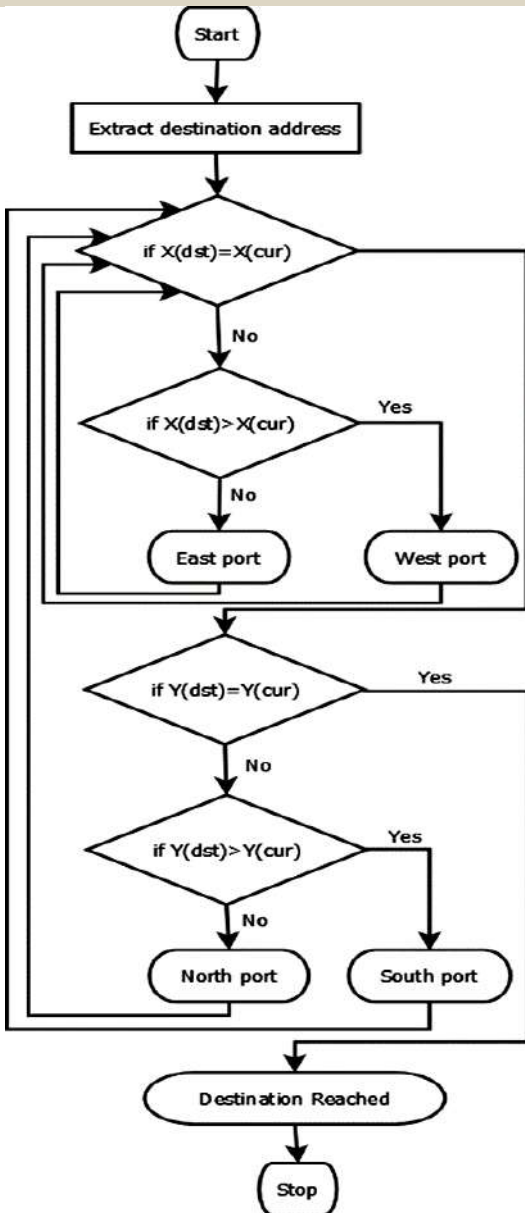 Start
Extract destination address
if X(dst)=X(cur)
No
if X(dst)>X(cur)
Yes
No
East port
West port
if Y(dst)=Y(cur)
Yes
No
if Y(dst)>Y(cur)
Yes
No
North port
South port
Destination Reached
Stop